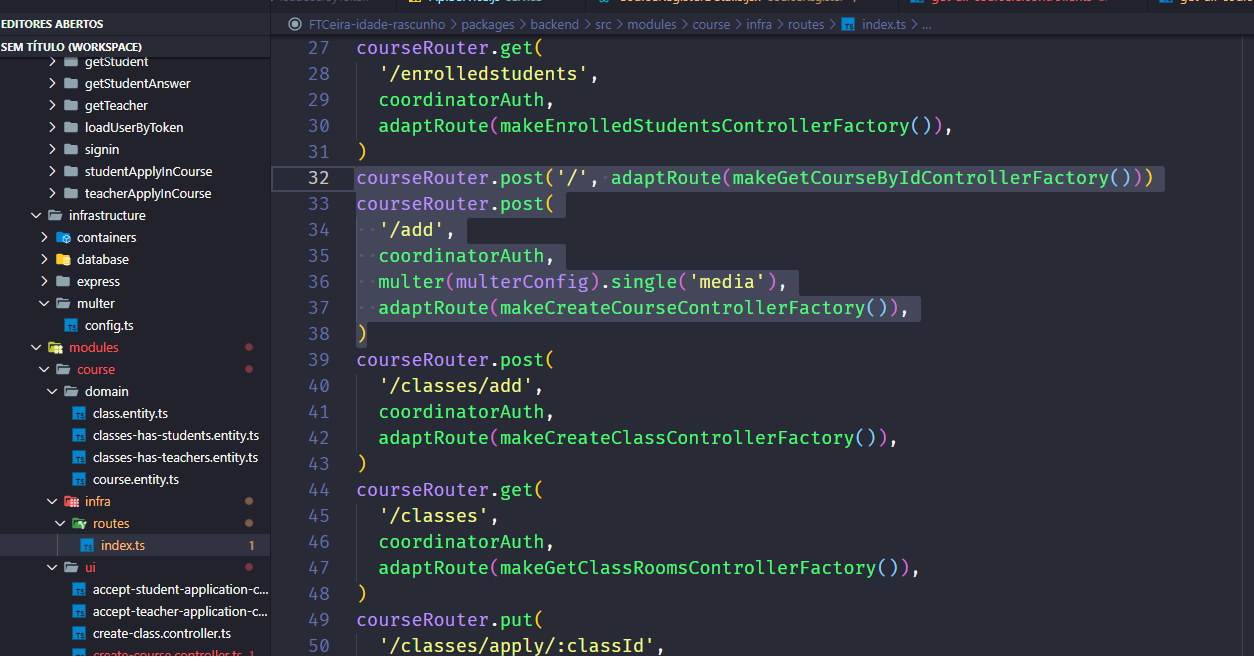 EDITORES ABERTOS
SEM TÍTULO (WORKSPACE)
getStudent
getStudentAnswer
getTeacher
loadUserByToken
signin
studentApplyInCourse
teacherApplyInCourse
infrastructure
containers
database
express
multer
config.ts
modules
course
domain
class.entity.ts
classes-has-students.entity.ts
classes-has-teachers.entity.ts
course.entity.ts
infra
routes
index.ts 1
ui
accept-student-application-c...
accept-teacher-application-c...
create-class.controller.ts
create-course.controller.ts 1
FTCeira-idade-rascunho > packages > backend > src > modules > course > infra > routes > index.ts > ...
27 courseRouter.get(
28 '/enrolledstudents',
29 coordinatorAuth,
30 adaptRoute(makeEnrolledStudentsControllerFactory()),
31 )
32 courseRouter.post('/', adaptRoute(makeGetCourseByIdControllerFactory()))
33 courseRouter.post(
34 '/add',
35 coordinatorAuth,
36 multer(multerConfig).single('media'),
37 adaptRoute(makeCreateCourseControllerFactory()),
38 )
39 courseRouter.post(
40 '/classes/add',
41 coordinatorAuth,
42 adaptRoute(makeCreateClassControllerFactory()),
43 )
44 courseRouter.get(
45 '/classes',
46 coordinatorAuth,
47 adaptRoute(makeGetClassRoomsControllerFactory()),
48 )
49 courseRouter.put(
50 '/classes/apply/:classId',